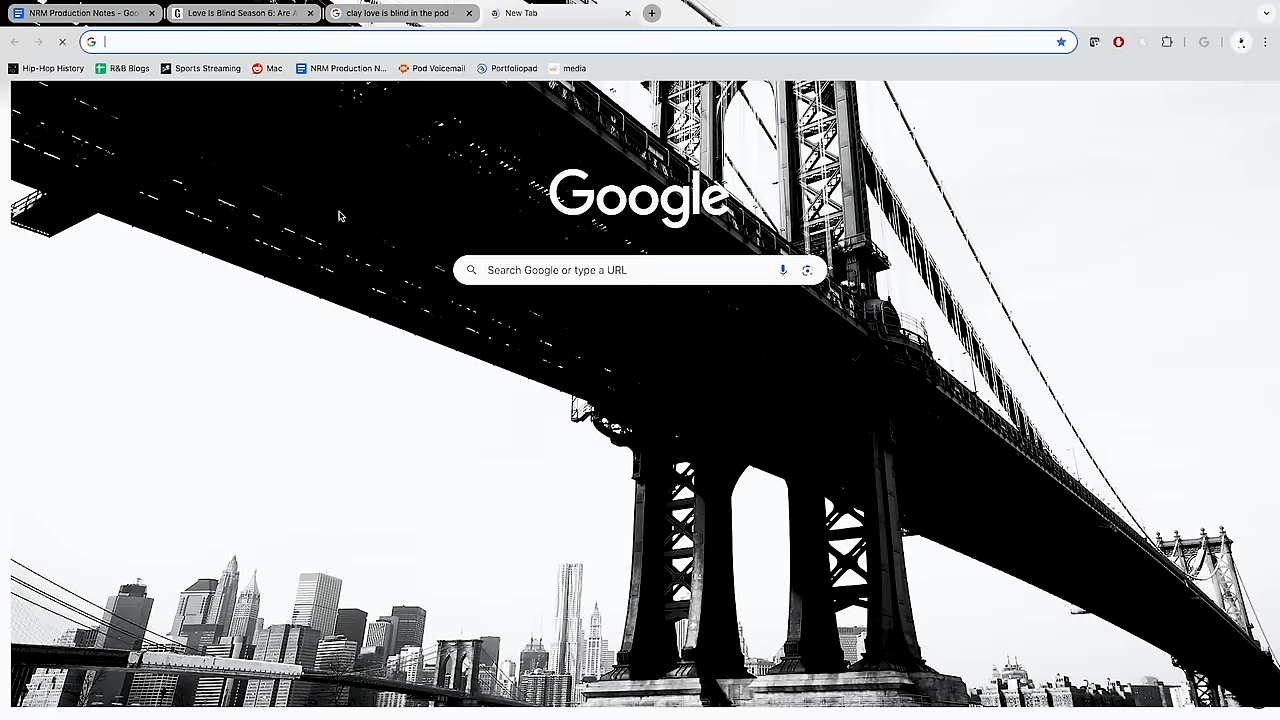 NRM Production Notes - Goo
Love Is Blind Season 6: Are A
clay love is blind in the pod -
New Tab
Hip-Hop History
R&B Blogs
Sports Streaming
Mac
NRM Production N...
Pod Voicemail
Portfoliopad
media
Google
Search Google or type a URL